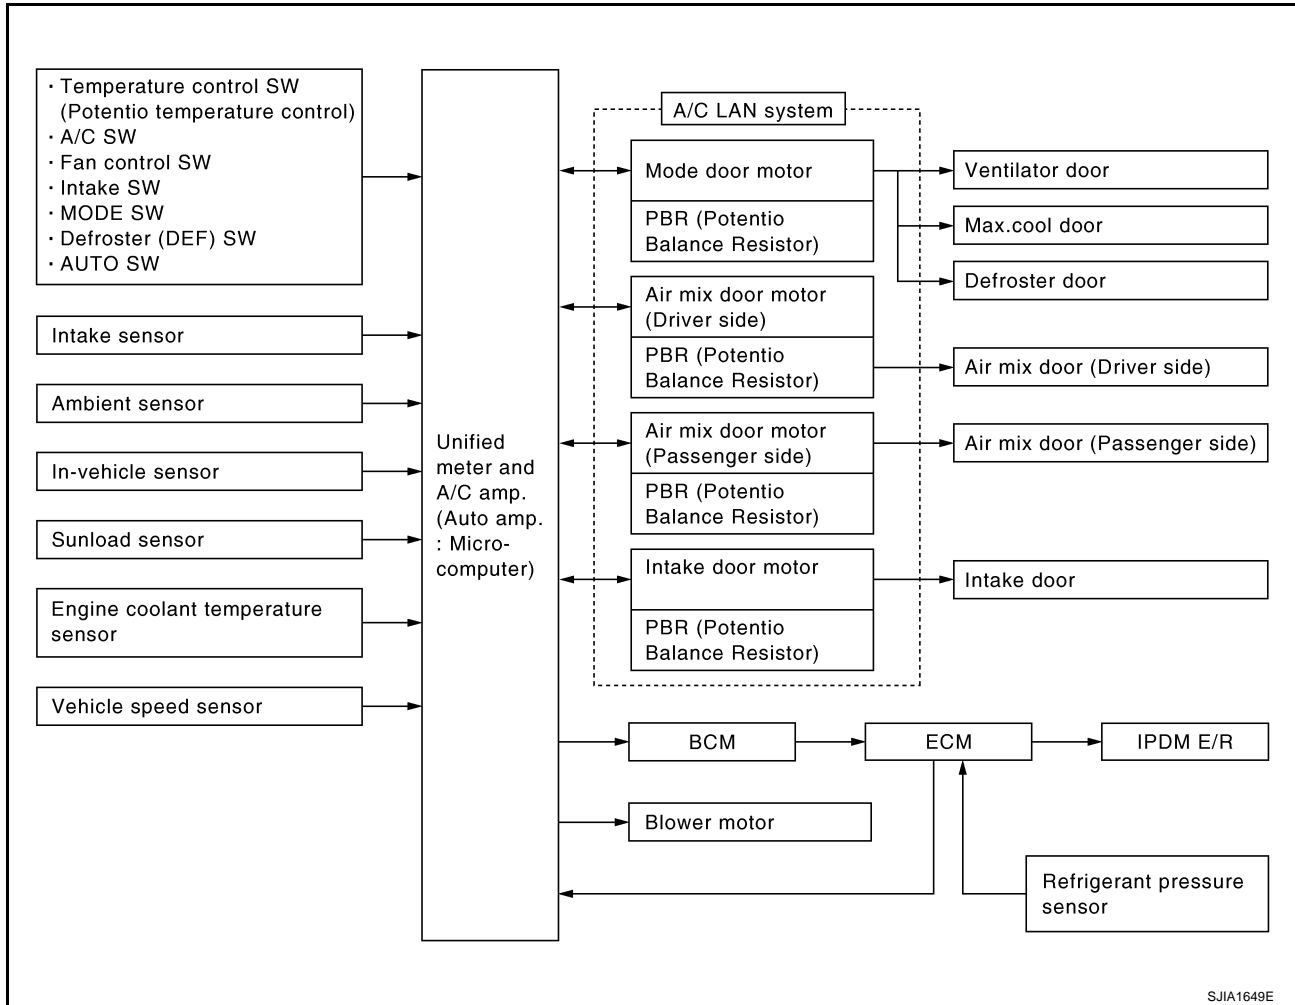 · Temperature control SW
(Potentio temperature control)
· A/C SW
· Fan control SW
· Intake SW
· MODE SW
· Defroster (DEF) SW
· AUTO SW
Intake sensor
Ambient sensor
In-vehicle sensor
Sunload sensor
Engine coolant temperature
sensor
Vehicle speed sensor
Unified
meter and
A/C amp.
(Auto amp.
: Micro-
computer)
A/C LAN system
Mode door motor
PBR (Potentio
Balance Resistor)
Air mix door motor
(Driver side)
PBR (Potentio
Balance Resistor)
Air mix door motor
(Passenger side)
PBR (Potentio
Balance Resistor)
Intake door motor
PBR (Potentio
Balance Resistor)
Ventilator door
Max.cool door
Defroster door
Air mix door (Driver side)
Air mix door (Passenger side)
Intake door
BCM
ECM
IPDM E/R
Blower motor
Refrigerant pressure
sensor
SJIA1649E